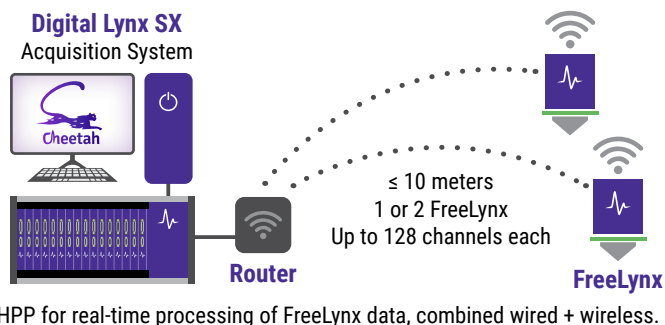 Digital Lynx SX
Acquisition System
Cheetah
≤ 10 meters
1 or 2 FreeLynx
Up to 128 channels each
Router
FreeLynx
HPP for real-time processing of FreeLynx data, combined wired + wireless.